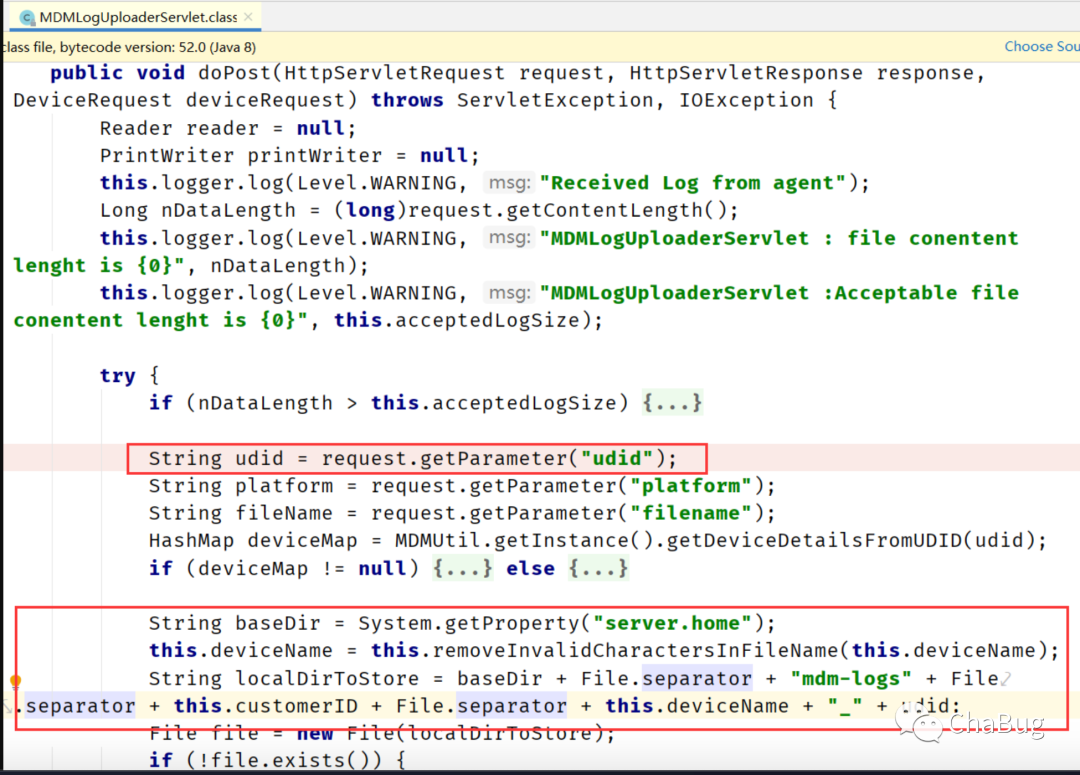 MDMLogUploaderServlet.class
class file, bytecode version: 52.0 (Java 8) Choose Sou
public void doPost(HttpServletRequest request, HttpServletResponse response,
DeviceRequest deviceRequest) throws ServletException, IOException {
Reader reader = null;
PrintWriter printWriter = null;
this.logger.log(Level.WARNING, msg: "Received Log from agent");
Long nDataLength = (long)request.getContentLength();
this.logger.log(Level.WARNING, msg: "MDMLogUploaderServlet : file conentent
lenght is {0}", nDataLength);
this.logger.log(Level.WARNING, msg: "MDMLogUploaderServlet :Acceptable file
conentent lenght is {0}", this.acceptedLogSize);
try {
if (nDataLength > this.acceptedLogSize) {...}
String udid = request.getParameter("udid");
String platform = request.getParameter("platform");
String fileName = request.getParameter("filename");
HashMap deviceMap = MDMUtil.getInstance().getDeviceDetailsFromUDID(udid);
if (deviceMap != null) {...} else {...}
String baseDir = System.getProperty("server.home");
this.deviceName = this.removeInvalidCharactersInFileName(this.deviceName);
String localDirToStore = baseDir + File.separator + "mdm-logs" + File
.separator + this.customerID + File.separator + this.deviceName + "_" + udid;
File file = new File(localDirToStore);
if (!file.exists()) {
ChaBug